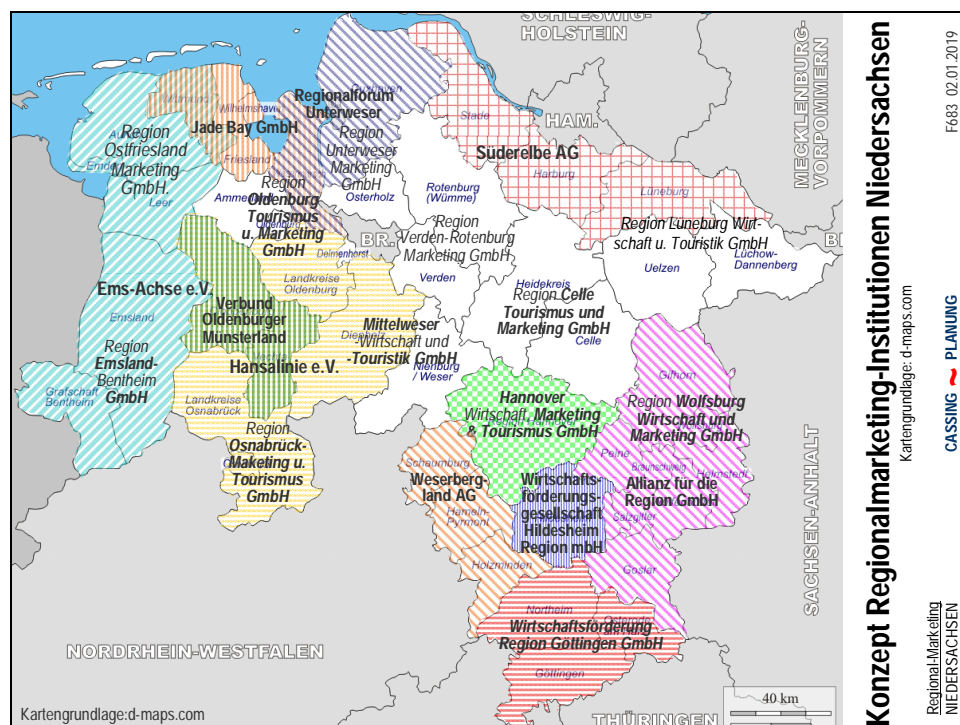 SCHLESWIG-
HOLSTEIN
MECKLENBURG-
VORPOMMERN
HAM.
BR.
SACHSEN-ANHALT
NORDRHEIN-WESTFALEN
THÜRINGEN
Wilhelmshaven
Jade Bay GmbH
Friesland
Regionalforum
Unterweser
Region
Unterweser
Marketing
GmbH
Osterholz
Stade
Süderelbe AG
Harburg
Lüneburg
Region
Ostfriesland
Marketing
GmbH.
Leer
Region
Oldenburg
Tourismus
u. Marketing
GmbH
Delmenhorst
Landkreise
Oldenburg
Rotenburg
(Wümme)
Region
Verden-Rotenburg
Marketing GmbH
Verden
Region Lüneburg Wirt-
schaft u. Touristik GmbH
Uelzen
Lüchow-
Dannenberg
Heidekreis
Region Celle
Tourismus und
Marketing GmbH
Celle
Ems-Achse e.V.
Emsland
Verbund
Oldenburger
Münsterland
Diepholz
Mittelweser
-Wirtschaft und
-Touristik GmbH
Nienburg
/ Weser
Hansalinie e.V.
Region
Emsland-
Bentheim
GmbH
Grafschaft
Bentheim
Landkreise
Osnabrück
Region
Osnabrück-
Maketing u.
Tourismus
GmbH
Hannover
Wirtschaft, Marketing
& Tourismus GmbH
Gifhorn
Region Wolfsburg
Wirtschaft und
Marketing GmbH
Peine
Braunschweig
Helmstedt
Allianz für die
Region GmbH
Salzgitter
Goslar
Schaumburg
Weserberg-
land AG
Hameln-
Pyrmont
Holzminden
Wirtschafts-
förderungs-
gesellschaft
Hildesheim
Region mbH
Northeim
Wirtschaftsförderung
Region Göttingen GmbH
Göttingen
40 km
Kartengrundlage:d-maps.com
Konzept Regionalmarketing-Institutionen Niedersachsen
Kartengrundlage: d-maps.com
F683 02.01.2019
CASSING ~ PLANUNG
Regional-Marketing
NIEDERSACHSEN